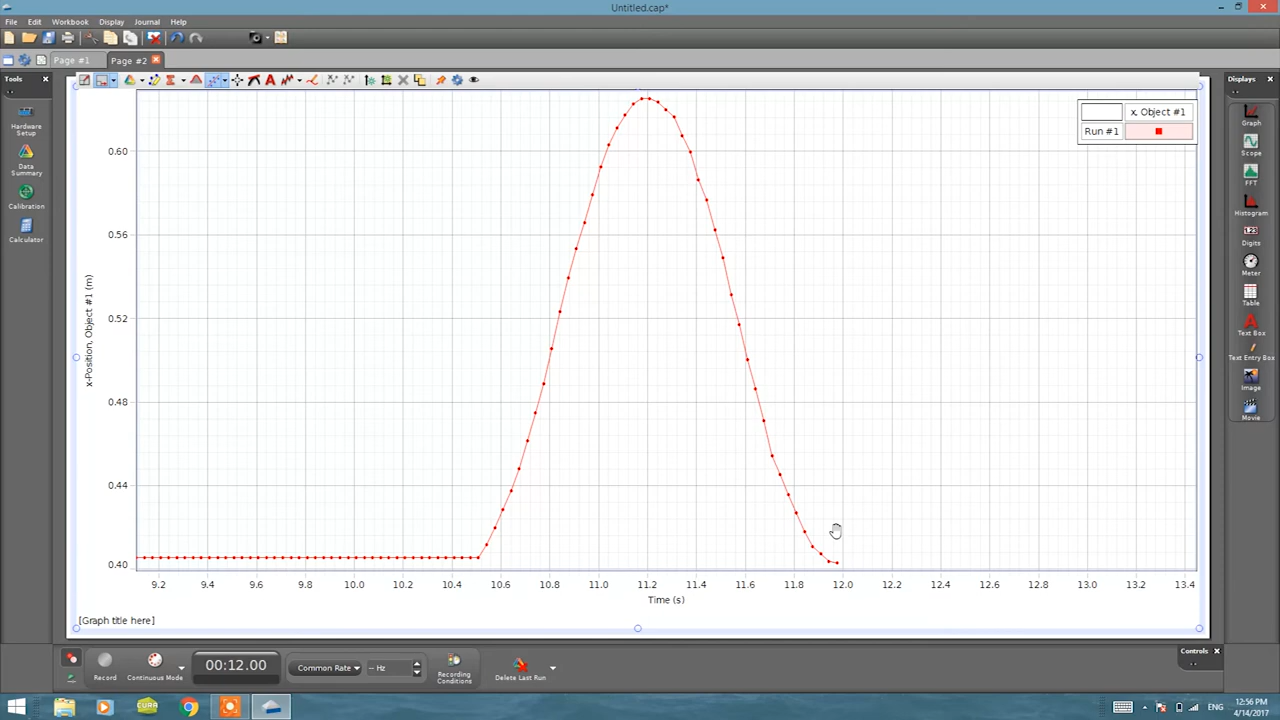 Untitled.cap*
File Edit Workbook Display Journal Help
Page #1 Page #2
Tools
Displays
Hardware Setup
Data Summary
Calibration
Calculator
x-Position, Object #1 (m)
0.60
0.56
0.52
0.48
0.44
0.40
x, Object #1
Run #1
9.2 9.4 9.6 9.8 10.0 10.2 10.4 10.6 10.8 11.0 11.2 11.4 11.6 11.8 12.0 12.2 12.4 12.6 12.8 13.0 13.2 13.4
Time (s)
[Graph title here]
Graph
Scope
FFT
Histogram
1.23
Digits
Meter
Table
Text Box
Text Entry Box
Image
Movie
Record
Continuous Mode
00:12.00
Common Rate
-- Hz
Recording Conditions
Delete Last Run
Controls
CURA
ENG
12:56 PM
4/14/2017